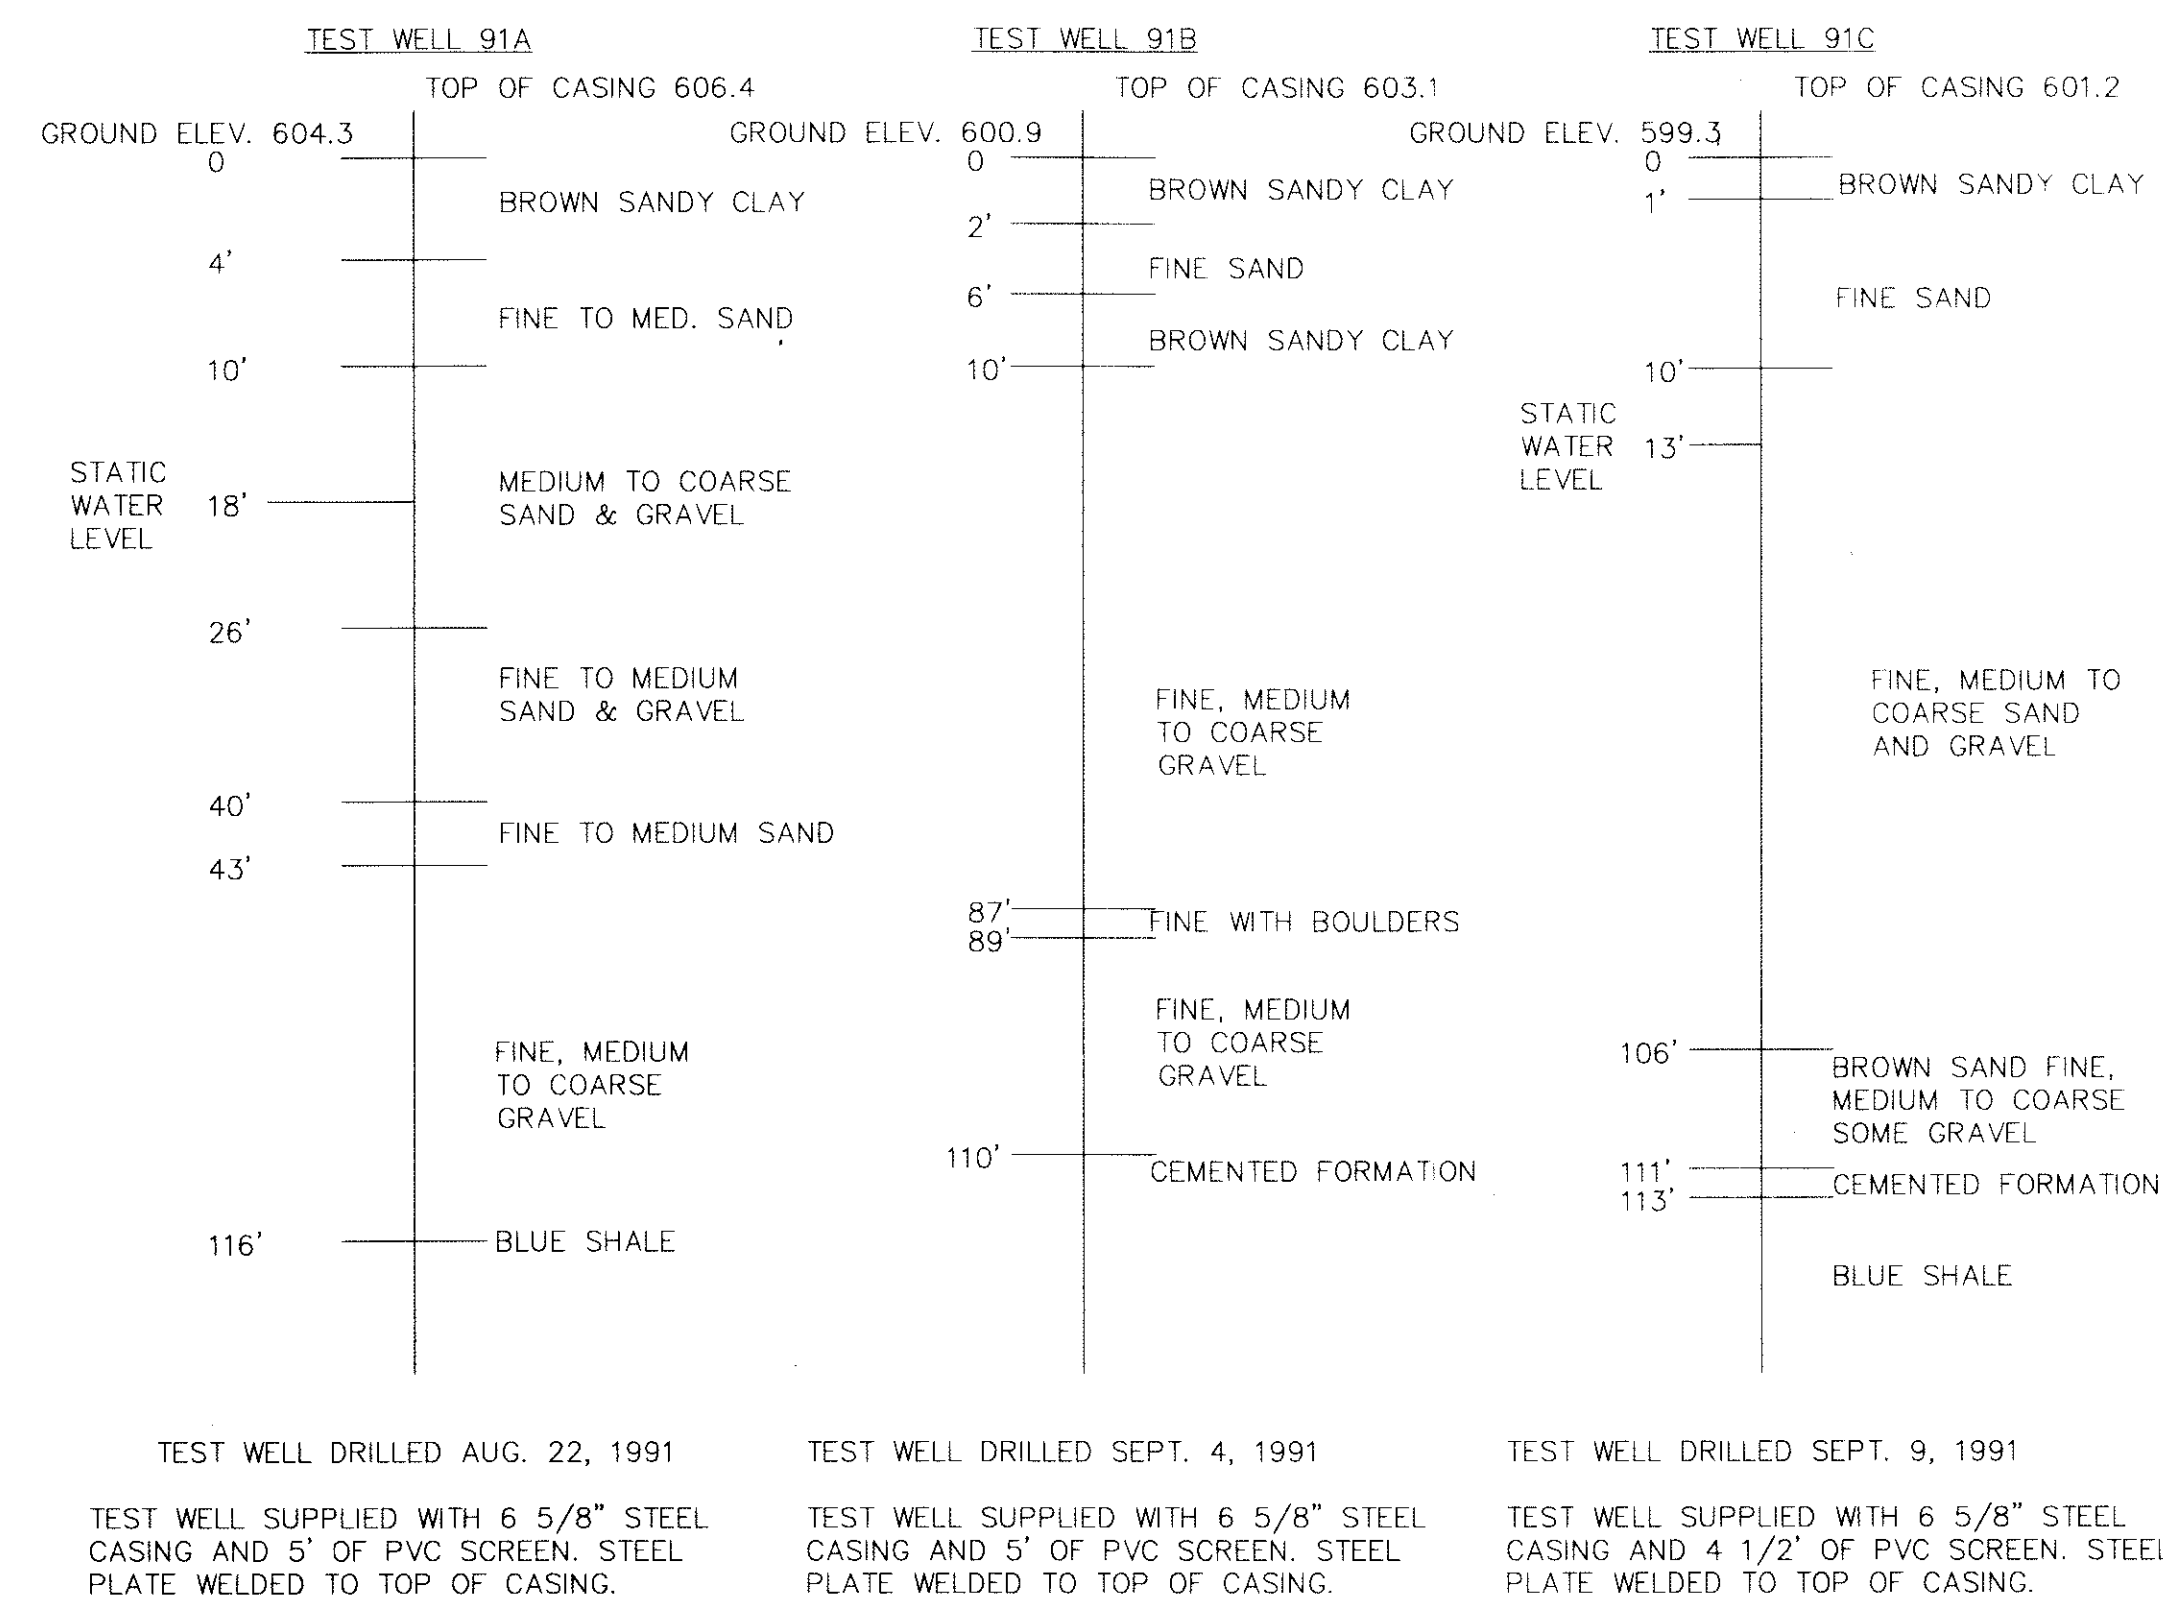 TEST WELL 91A
TOP OF CASING 606.4
GROUND ELEV. 604.3
0
BROWN SANDY CLAY
4'
FINE TO MED. SAND
10'
STATIC
WATER
LEVEL
18'
MEDIUM TO COARSE
SAND & GRAVEL
26'
FINE TO MEDIUM
SAND & GRAVEL
40'
FINE TO MEDIUM SAND
43'
FINE, MEDIUM
TO COARSE
GRAVEL
116'
BLUE SHALE
TEST WELL DRILLED AUG. 22, 1991
TEST WELL SUPPLIED WITH 6 5/8" STEEL
CASING AND 5' OF PVC SCREEN. STEEL
PLATE WELDED TO TOP OF CASING.
TEST WELL 91B
TOP OF CASING 603.1
GROUND ELEV. 600.9
0
BROWN SANDY CLAY
2'
FINE SAND
6'
BROWN SANDY CLAY
10'
FINE, MEDIUM
TO COARSE
GRAVEL
87'
FINE WITH BOULDERS
89'
FINE, MEDIUM
TO COARSE
GRAVEL
110'
CEMENTED FORMATION
TEST WELL DRILLED SEPT. 4, 1991
TEST WELL SUPPLIED WITH 6 5/8" STEEL
CASING AND 5' OF PVC SCREEN. STEEL
PLATE WELDED TO TOP OF CASING.
TEST WELL 91C
TOP OF CASING 601.2
GROUND ELEV. 599.3
0
BROWN SANDY CLAY
1'
FINE SAND
10'
STATIC
WATER 13'
LEVEL
FINE, MEDIUM TO
COARSE SAND
AND GRAVEL
106'
BROWN SAND FINE,
MEDIUM TO COARSE
SOME GRAVEL
111'
CEMENTED FORMATION
113'
BLUE SHALE
TEST WELL DRILLED SEPT. 9, 1991
TEST WELL SUPPLIED WITH 6 5/8" STEEL
CASING AND 4 1/2' OF PVC SCREEN. STEEL
PLATE WELDED TO TOP OF CASING.